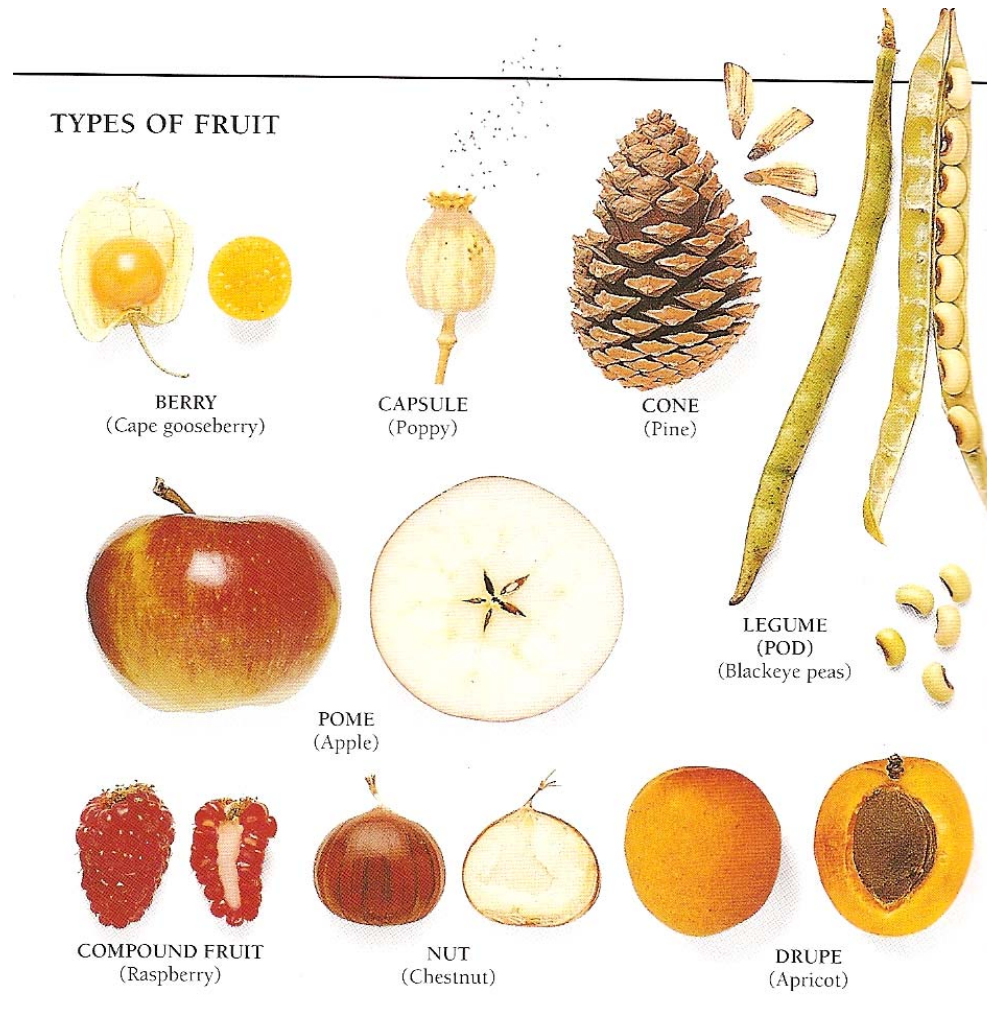 TYPES OF FRUIT
BERRY
(Cape gooseberry)
CAPSULE
(Poppy)
CONE
(Pine)
LEGUME
(POD)
(Blackeye peas)
POME
(Apple)
COMPOUND FRUIT
(Raspberry)
NUT
(Chestnut)
DRUPE
(Apricot)